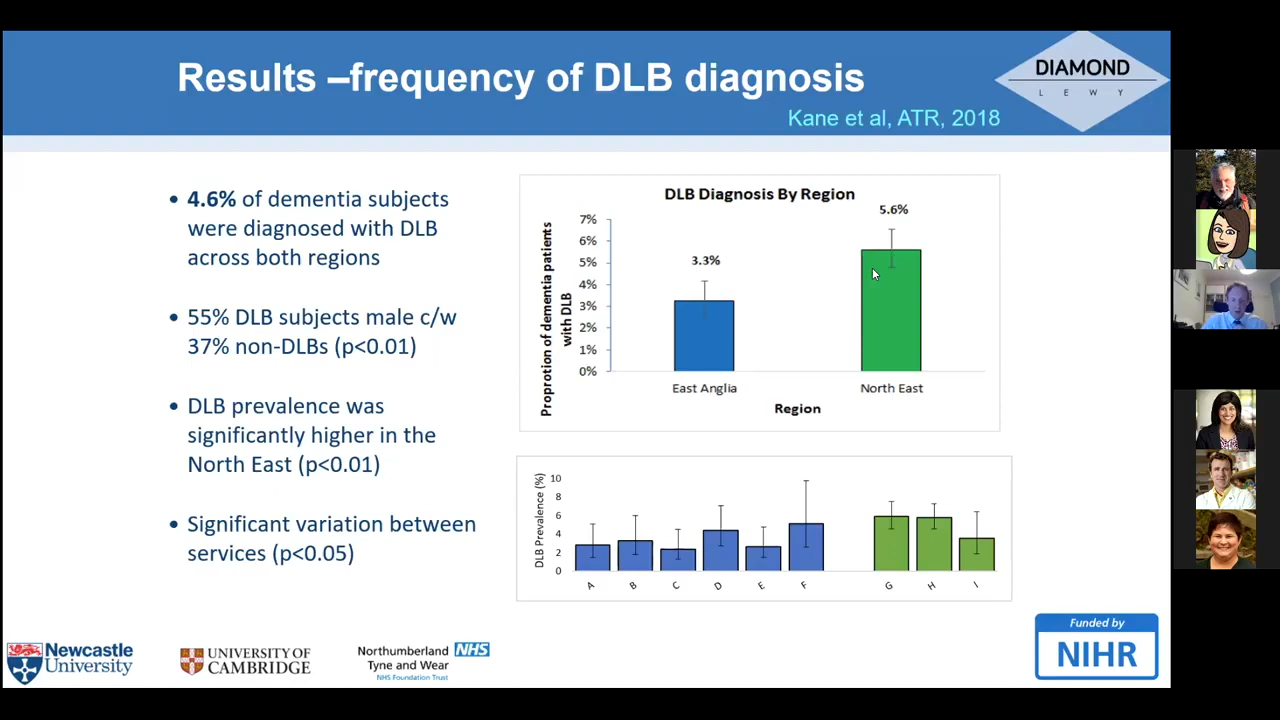 Results –frequency of DLB diagnosis
DIAMOND
LEWY
Kane et al, ATR, 2018
• 4.6% of dementia subjects
were diagnosed with DLB
across both regions
• 55% DLB subjects male c/w
37% non-DLBs (p<0.01)
• DLB prevalence was
significantly higher in the
North East (p<0.01)
• Significant variation between
services (p<0.05)
DLB Diagnosis By Region
Proprotion of dementia patients
with DLB
7%
6%
5%
4%
3%
2%
1%
0%
3.3%
5.6%
East Anglia
North East
Region
DLB Prevalence (%)
10
8
6
4
2
0
A B C D E F G H I
Newcastle
University
UNIVERSITY OF
CAMBRIDGE
Northumberland NHS
Tyne and Wear
NHS Foundation Trust
Funded by
NIHR